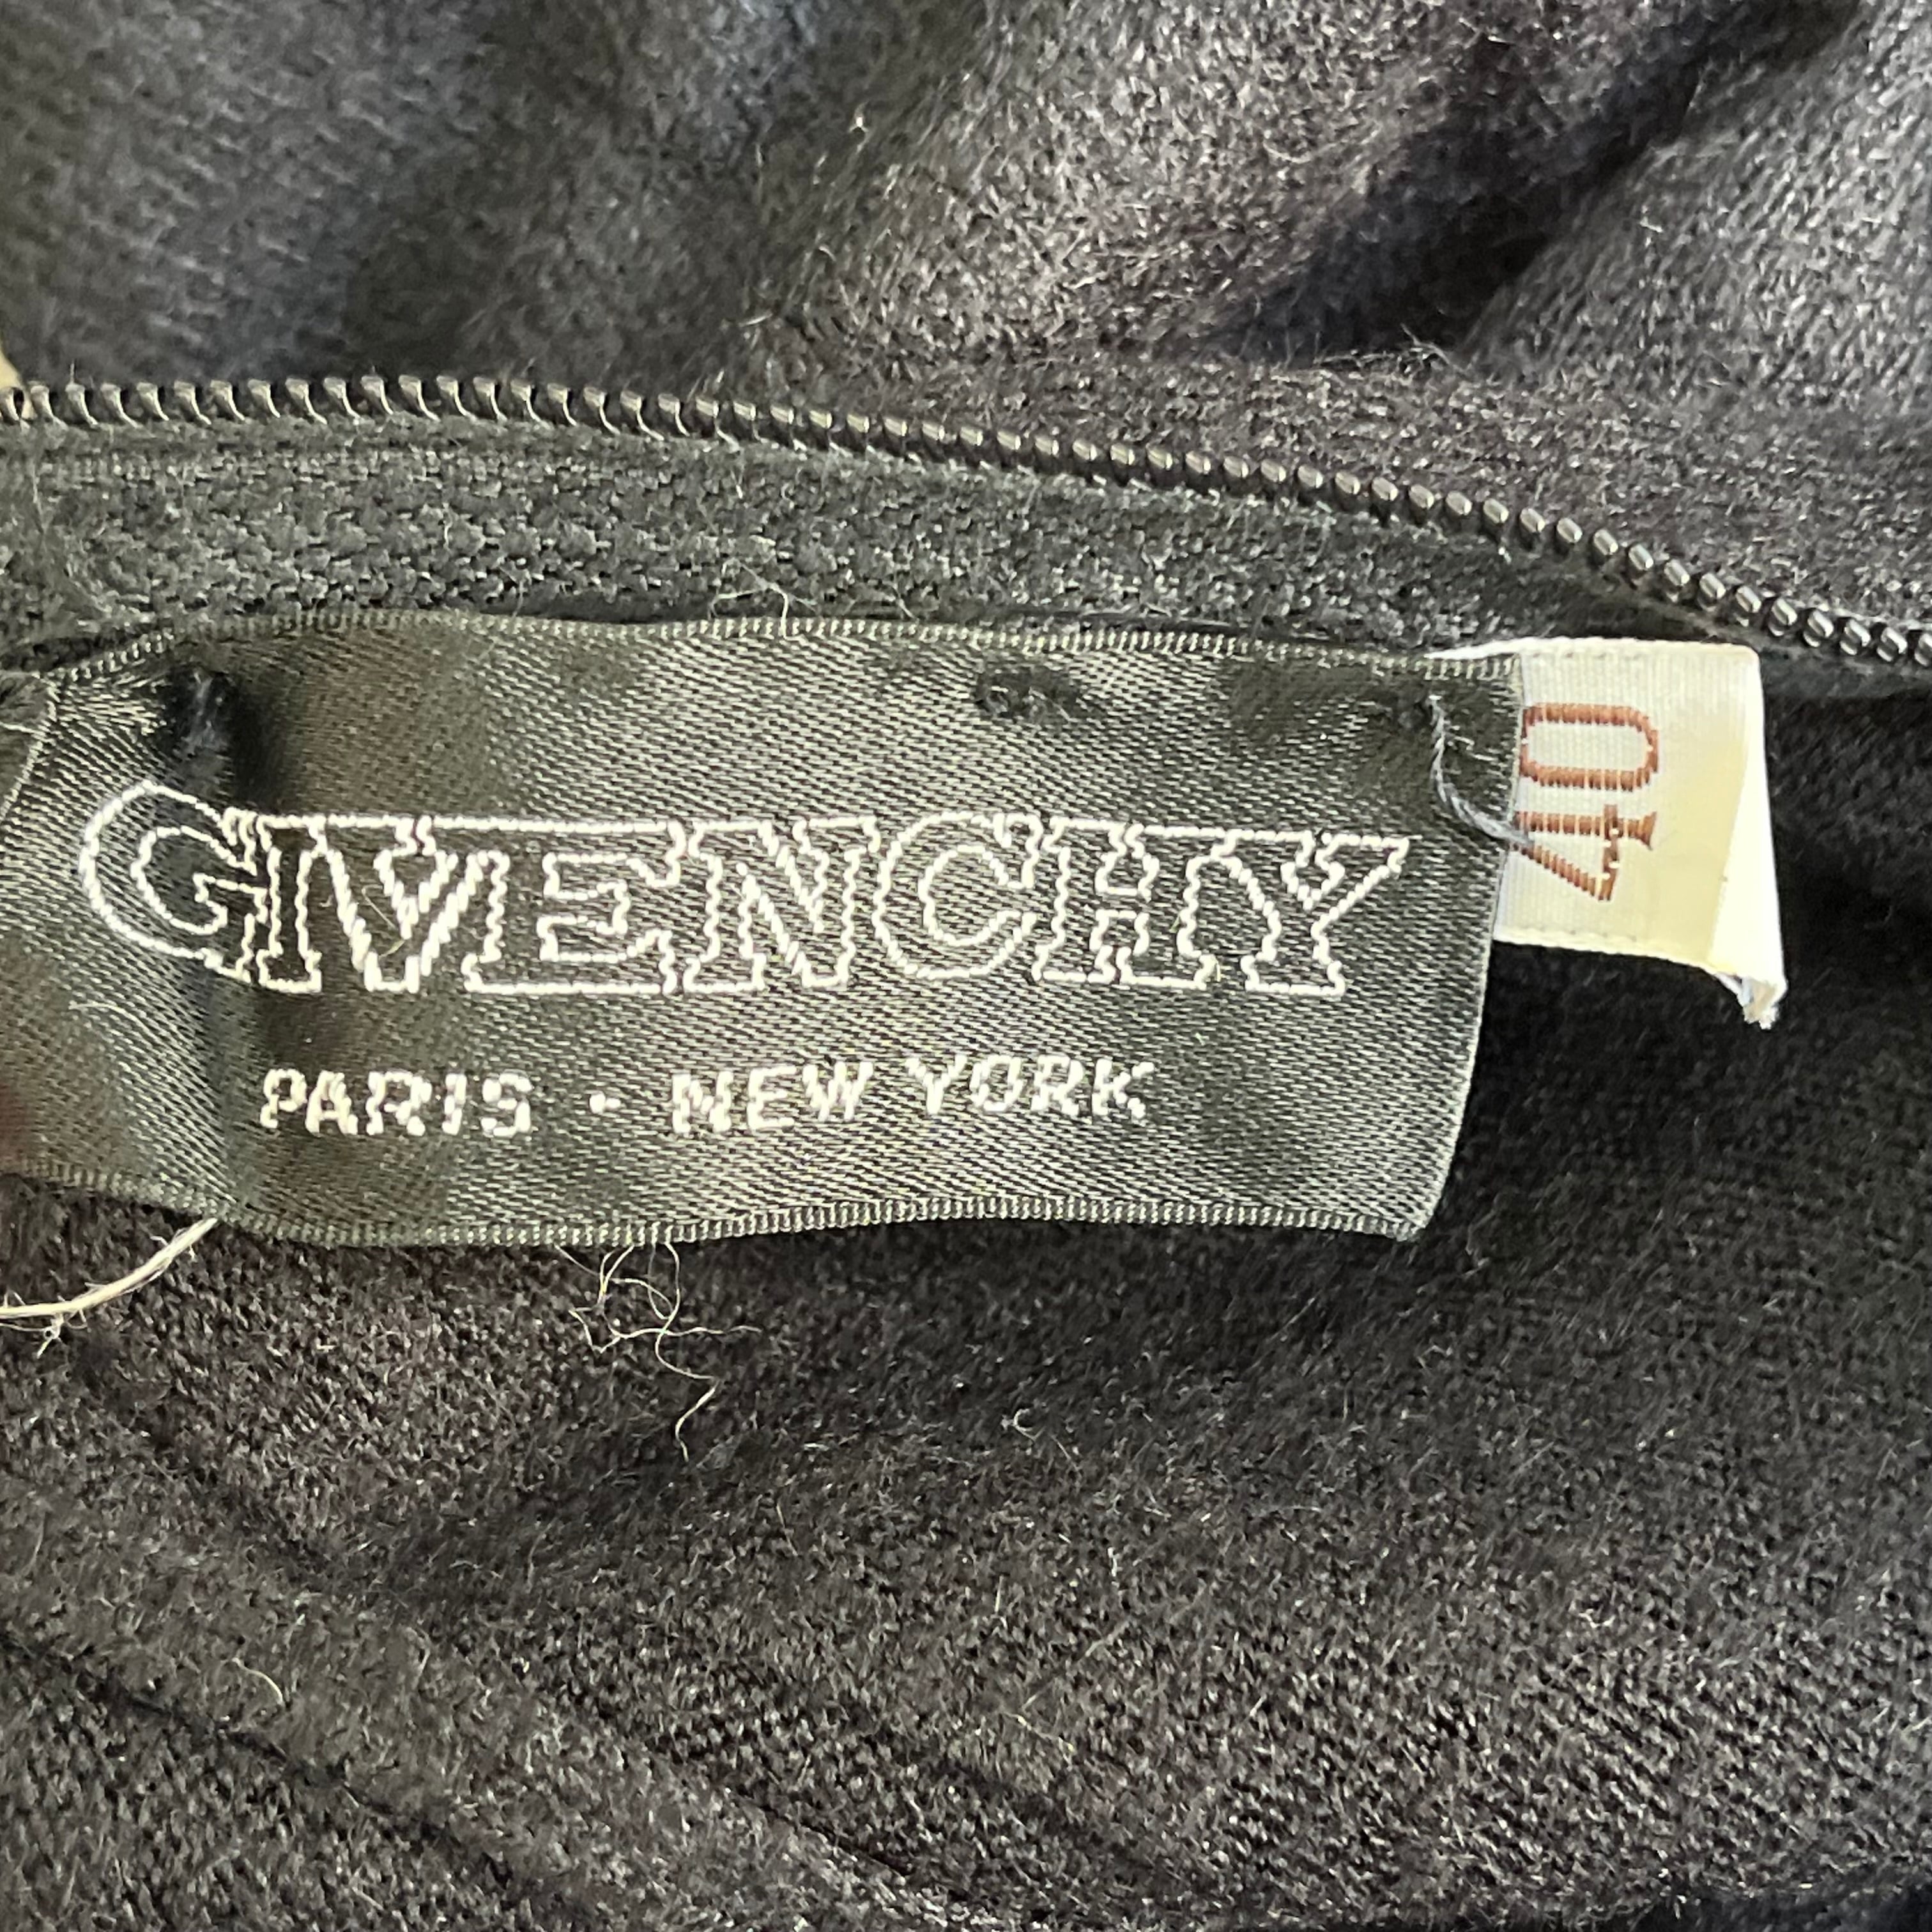 GIVENCHY
PARIS - NEW YORK
40